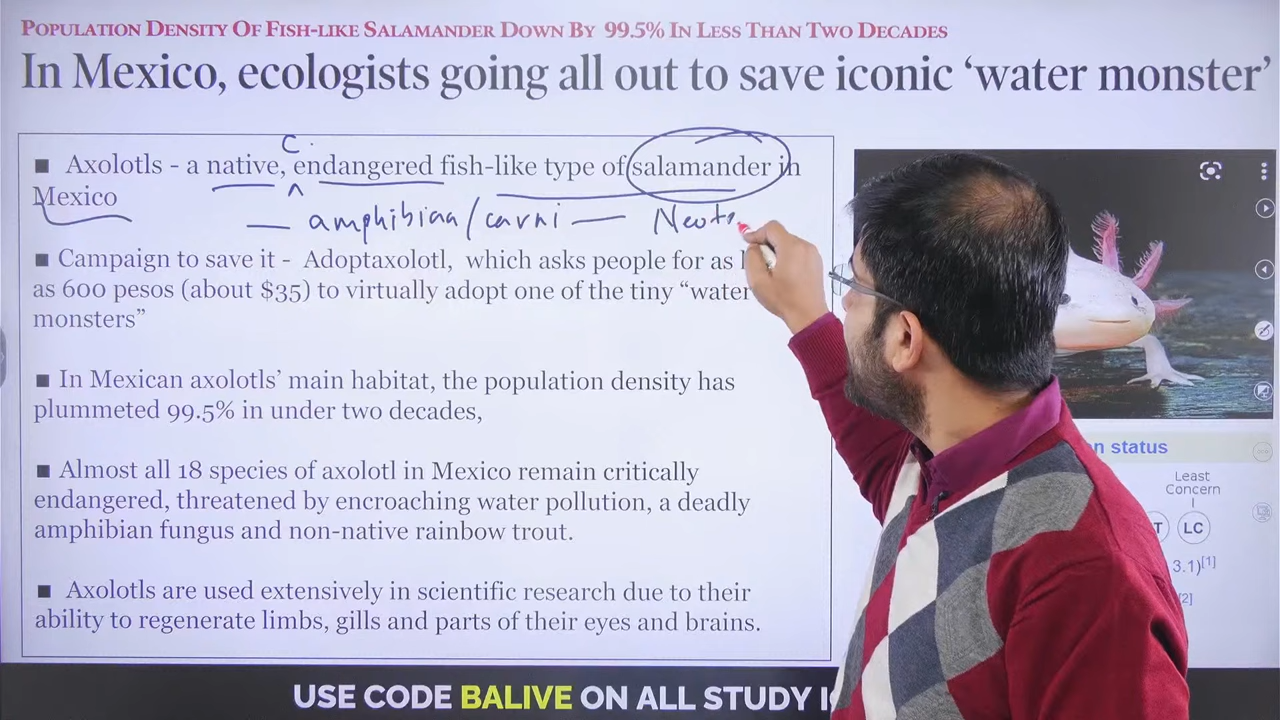 POPULATION DENSITY OF FISH-LIKE SALAMANDER DOWN BY 99.5% IN LESS THAN TWO DECADES
In Mexico, ecologists going all out to save iconic ‘water monster’
C.
■ Axolotls - a native, endangered fish-like type of salamander in
Mexico
— amphibian/carni —
■ Campaign to save it - Adoptaxolotl, which asks people for as
as 600 pesos (about $35) to virtually adopt one of the tiny “water
monsters”
■ In Mexican axolotls’ main habitat, the population density has
plummeted 99.5% in under two decades,
■ Almost all 18 species of axolotl in Mexico remain critically
endangered, threatened by encroaching water pollution, a deadly
amphibian fungus and non-native rainbow trout.
■ Axolotls are used extensively in scientific research due to their
ability to regenerate limbs, gills and parts of their eyes and brains.
n status
Least
Concern
T LC
3.1)[1]
[2]
USE CODE BALIVE ON ALL STUDY